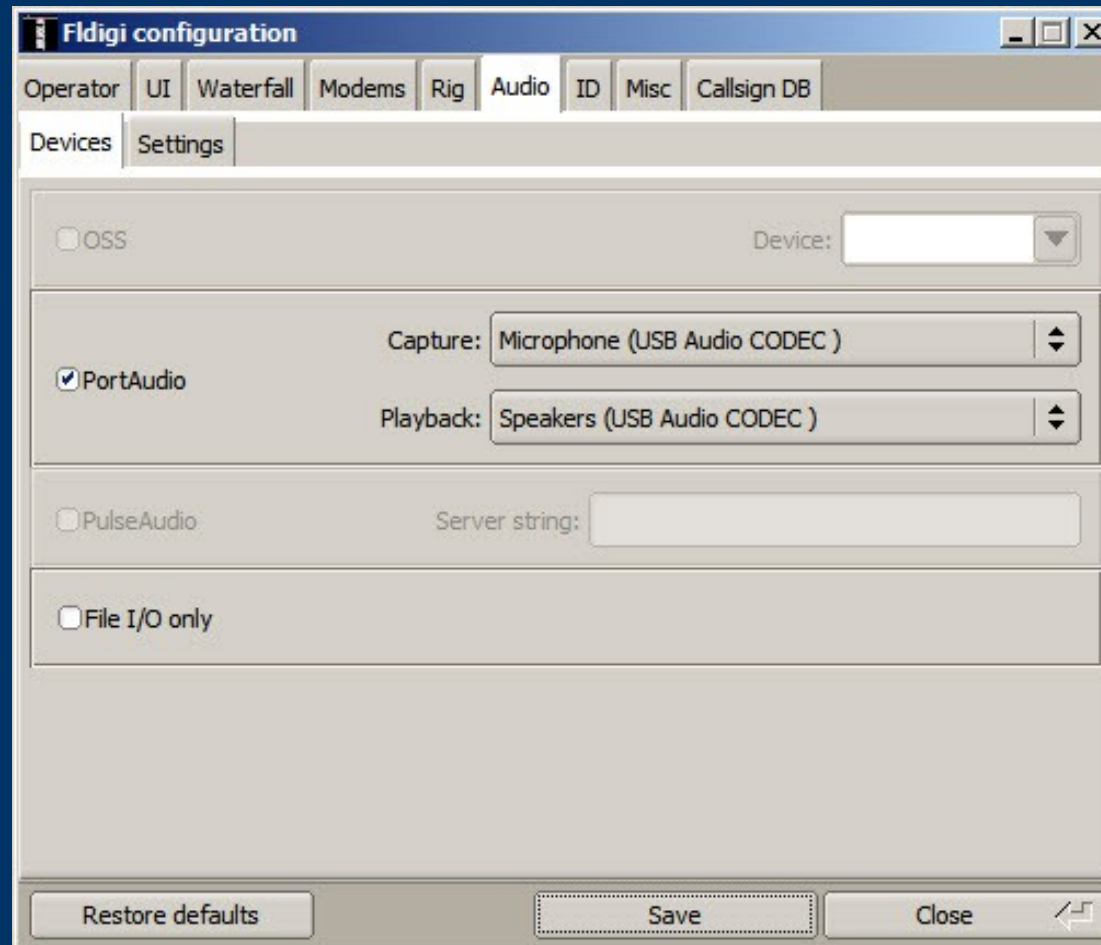 Fldigi configuration
Operator UI Waterfall Modems Rig Audio ID Misc Callsign DB
Devices Settings
OSS Device:
Capture: Microphone (USB Audio CODEC )
PortAudio
Playback: Speakers (USB Audio CODEC )
PulseAudio Server string:
File I/O only
Restore defaults Save Close